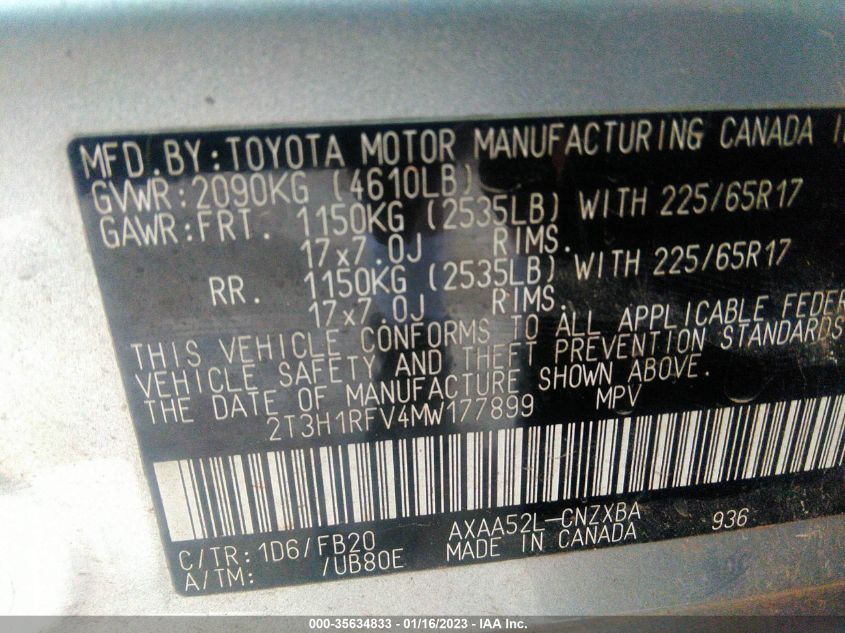 MFD.BY:TOYOTA MOTOR MANUFACTURING CANADA
GVWR:2090KG (4610LB)
GAWR:FRT. 1150KG (2535LB) WITH 225/65R17
17x7.0J RIMS.
RR. 1150KG (2535LB) WITH 225/65R17
17x7.0J RIMS.
THIS VEHICLE CONFORMS TO ALL APPLICABLE FEDER
VEHICLE SAFETY AND THEFT PREVENTION STANDARDS
THE DATE OF MANUFACTURE SHOWN ABOVE.
2T3H1RFV4MW177899 MPV
C/TR: 1D6/FB20 AXAA52L-CNZXBA 936
A/TM: /UB80E MADE IN CANADA
000-35634833 - 01/16/2023 - IAA Inc.